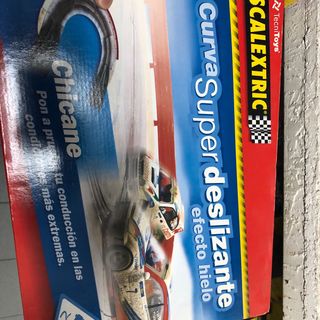 TecniToys
SCALEXTRIC
Curva Super deslizante
efecto hielo
Chicane
Pon a prueba tu conducción en las
condiciones más extremas.